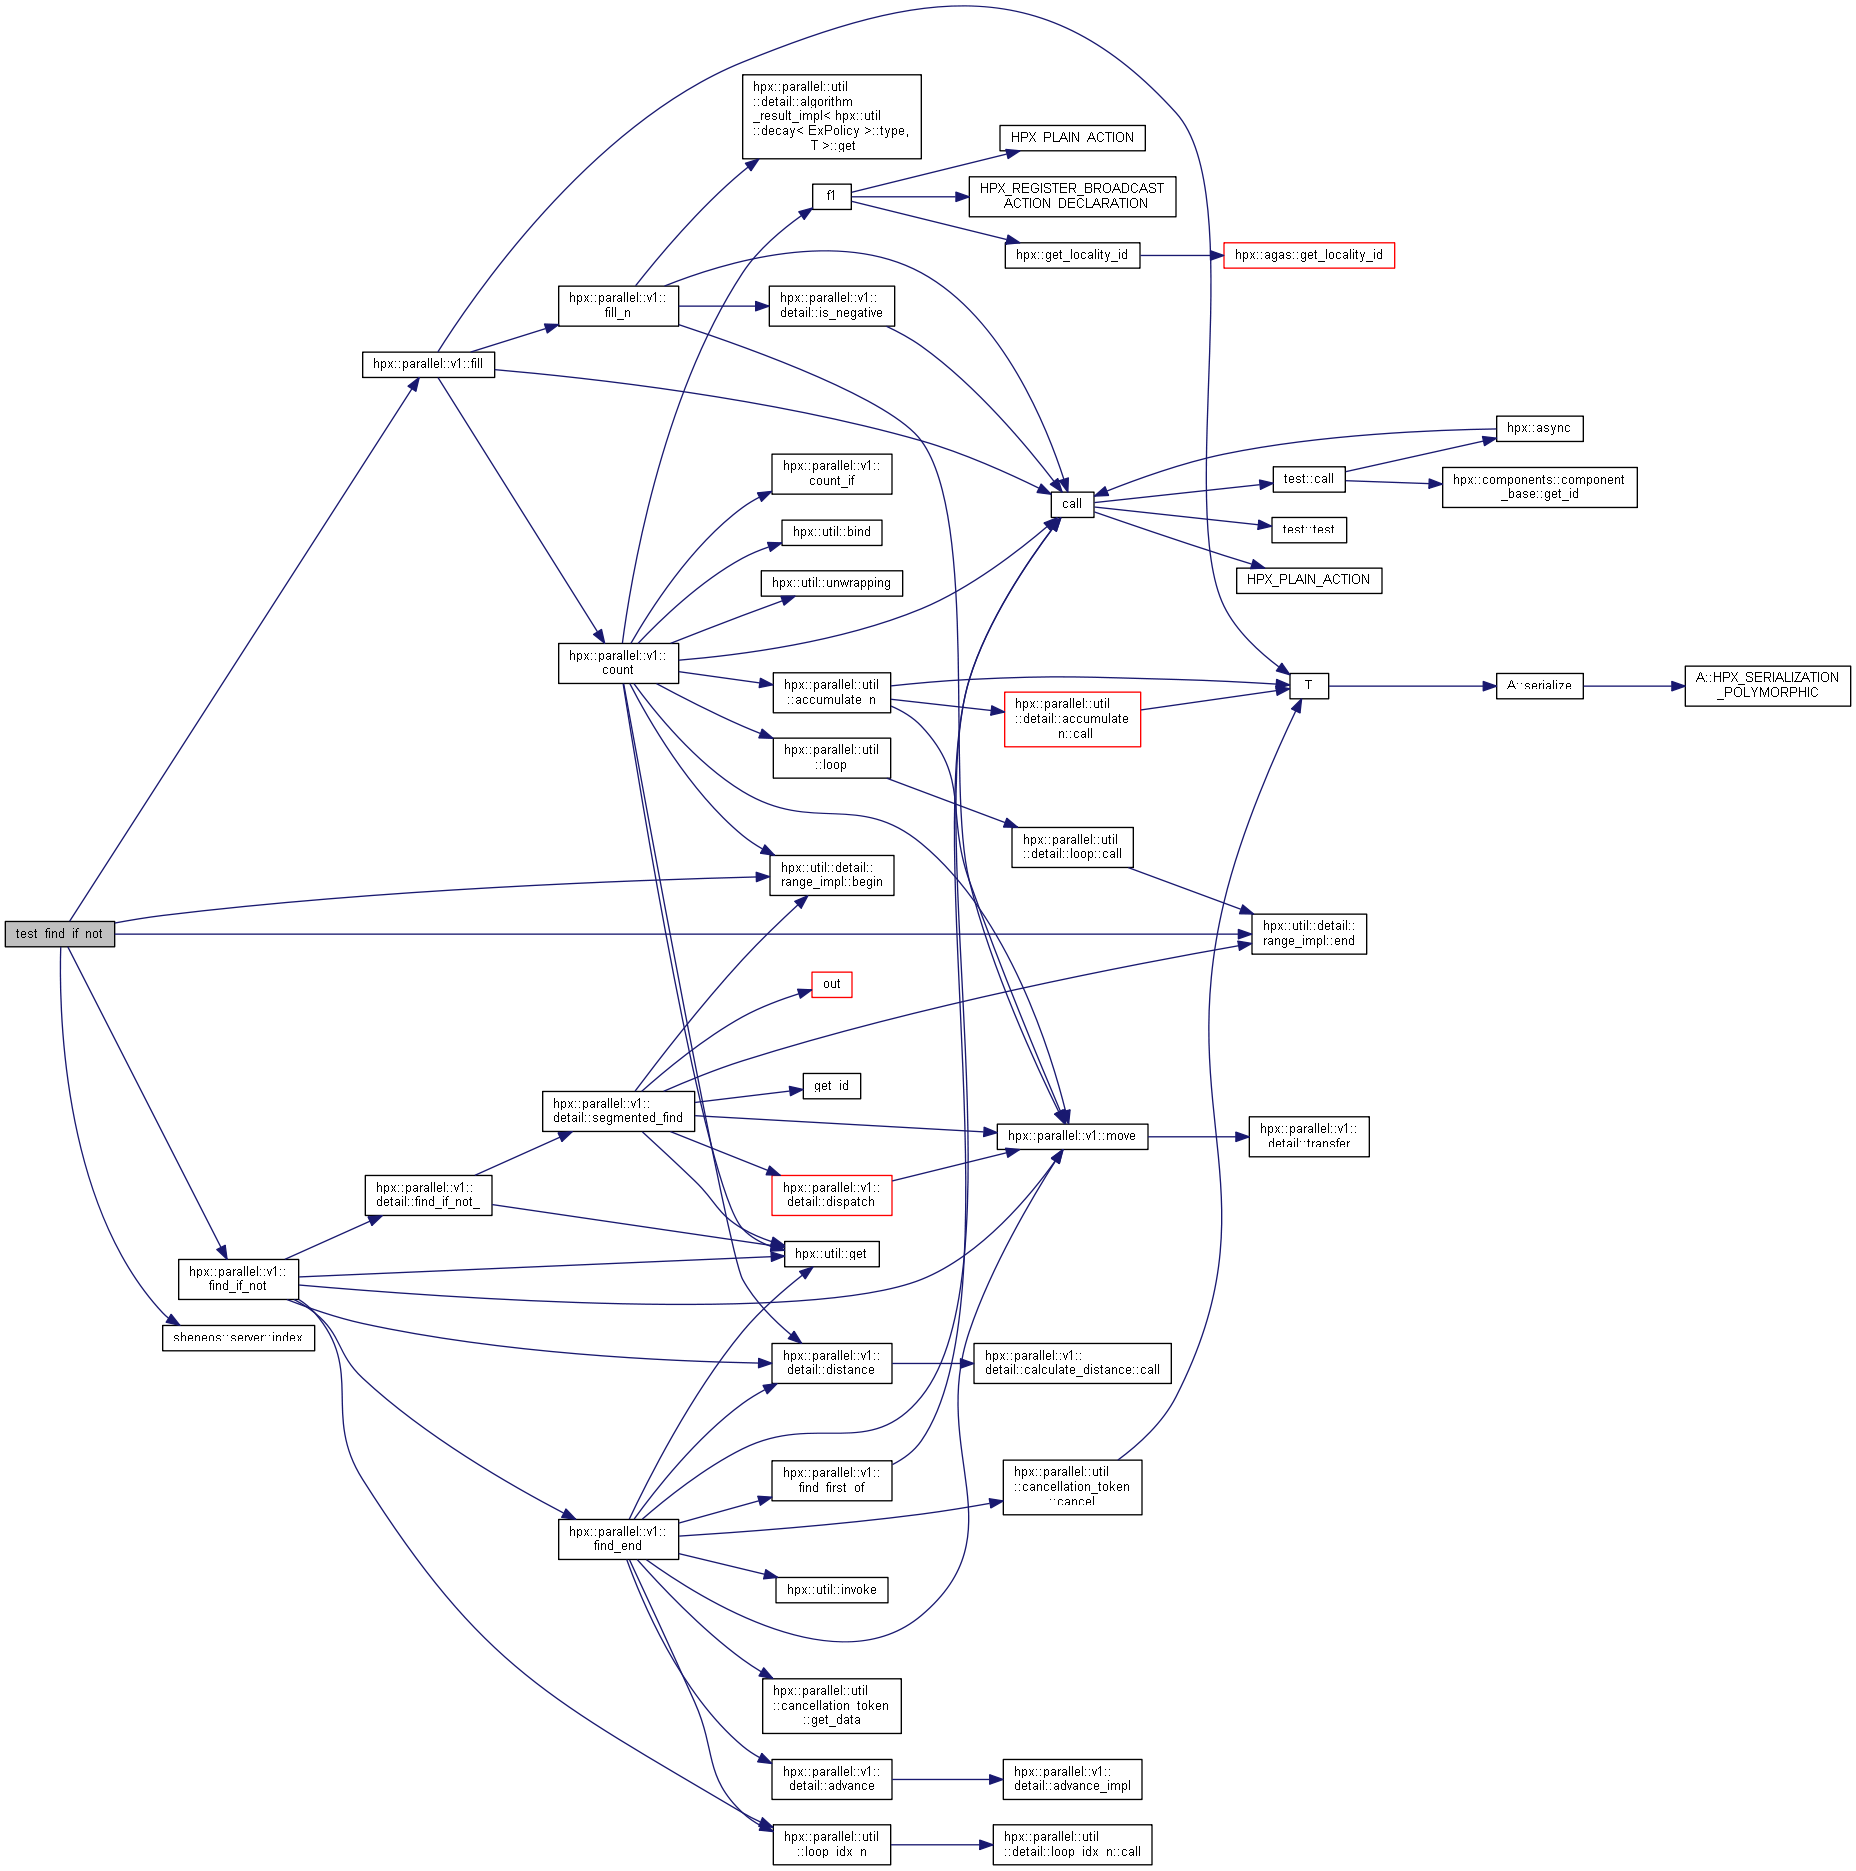 hpx::parallel::util
::detail::algorithm
_result_impl< hpx::util
::decay< ExPolicy >::type,
T >::get
HPX_PLAIN_ACTION
f1
HPX_REGISTER_BROADCAST
_ACTION_DECLARATION
hpx::get_locality_id
hpx::agas::get_locality_id
hpx::parallel::v1::
fill_n
hpx::parallel::v1::
detail::is_negative
hpx::parallel::v1::fill
hpx::async
hpx::parallel::v1::
count_if
test::call
hpx::components::component
_base::get_id
call
hpx::util::bind
test::test
hpx::util::unwrapping
HPX_PLAIN_ACTION
hpx::parallel::v1::
count
hpx::parallel::util
::accumulate_n
T
A::serialize
A::HPX_SERIALIZATION
_POLYMORPHIC
hpx::parallel::util
::detail::accumulate
_n::call
hpx::parallel::util
::loop
hpx::parallel::util
::detail::loop::call
hpx::util::detail::
range_impl::begin
test_find_if_not
hpx::util::detail::
range_impl::end
out
get_id
hpx::parallel::v1::
detail::segmented_find
hpx::parallel::v1::move
hpx::parallel::v1::
detail::transfer
hpx::parallel::v1::
detail::find_if_not_
hpx::parallel::v1::
detail::dispatch
hpx::util::get
hpx::parallel::v1::
find_if_not
sheneos::server::index
hpx::parallel::v1::
detail::distance
hpx::parallel::v1::
detail::calculate_distance::call
hpx::parallel::v1::
find_first_of
hpx::parallel::util
::cancellation_token
::cancel
hpx::parallel::v1::
find_end
hpx::util::invoke
hpx::parallel::util
::cancellation_token
::get_data
hpx::parallel::v1::
detail::advance
hpx::parallel::v1::
detail::advance_impl
hpx::parallel::util
::loop_idx_n
hpx::parallel::util
::detail::loop_idx_n::call